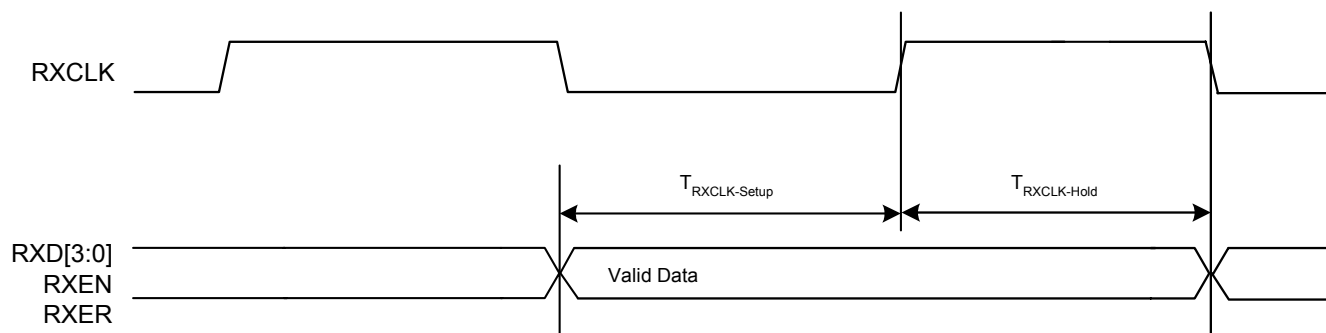 RXCLK
T_RXCLK-Setup
T_RXCLK-Hold
RXD[3:0]
RXEN
RXER
Valid Data